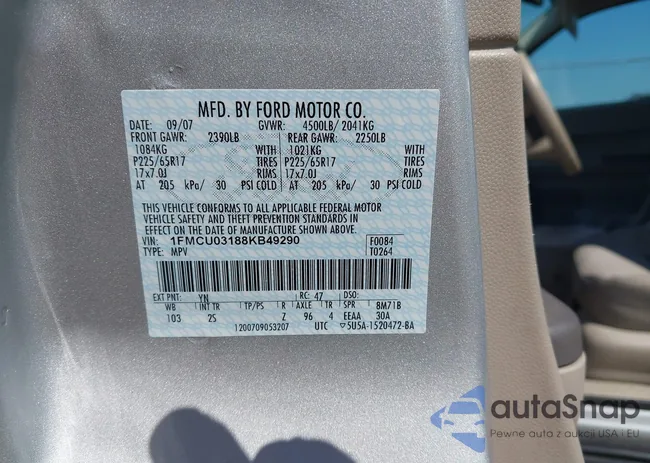 MFD. BY FORD MOTOR CO.
DATE: 09/07 GVWR: 4500LB/ 2041KG
FRONT GAWR: 2390LB REAR GAWR: 2250LB
1084KG WITH 1021KG WITH
P225/65R17 TIRES P225/65R17 TIRES
17x7.0J RIMS 17x7.0J RIMS
AT 205 kPa/ 30 PSI COLD AT 205 kPa/ 30 PSI COLD
THIS VEHICLE CONFORMS TO ALL APPLICABLE FEDERAL MOTOR
VEHICLE SAFETY AND THEFT PREVENTION STANDARDS IN
EFFECT ON THE DATE OF MANUFACTURE SHOWN ABOVE.
VIN: 1FMCU03188KB49290 F0084
TYPE: MPV T0264
EXT PNT: YN RC: 47 DSO:
WB INT TR TP/PS R AXLE TR SPR BM71B
103 2S Z 96 4 EEAA 30A
1200709053207 UTC ▽5U5A-1520472-BA
autoSnap
Pewne auta z aukcji USA i EU